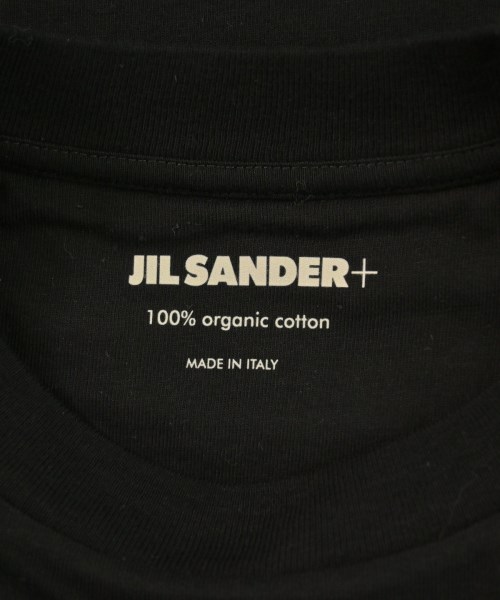 JIL SANDER+
100% organic cotton
MADE IN ITALY